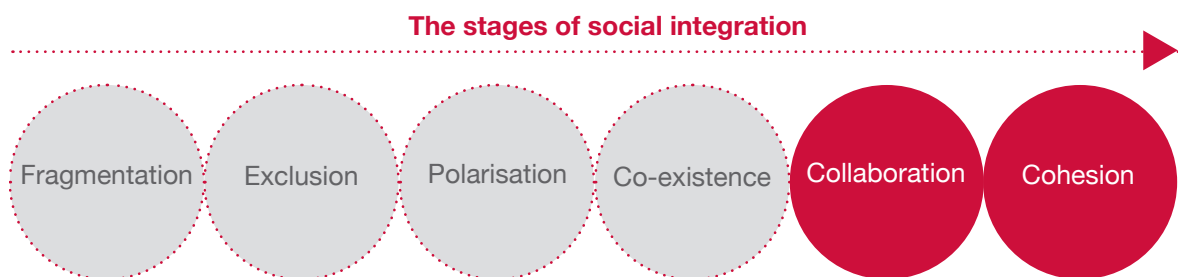 The stages of social integration
Fragmentation
Exclusion
Polarisation
Co-existence
Collaboration
Cohesion